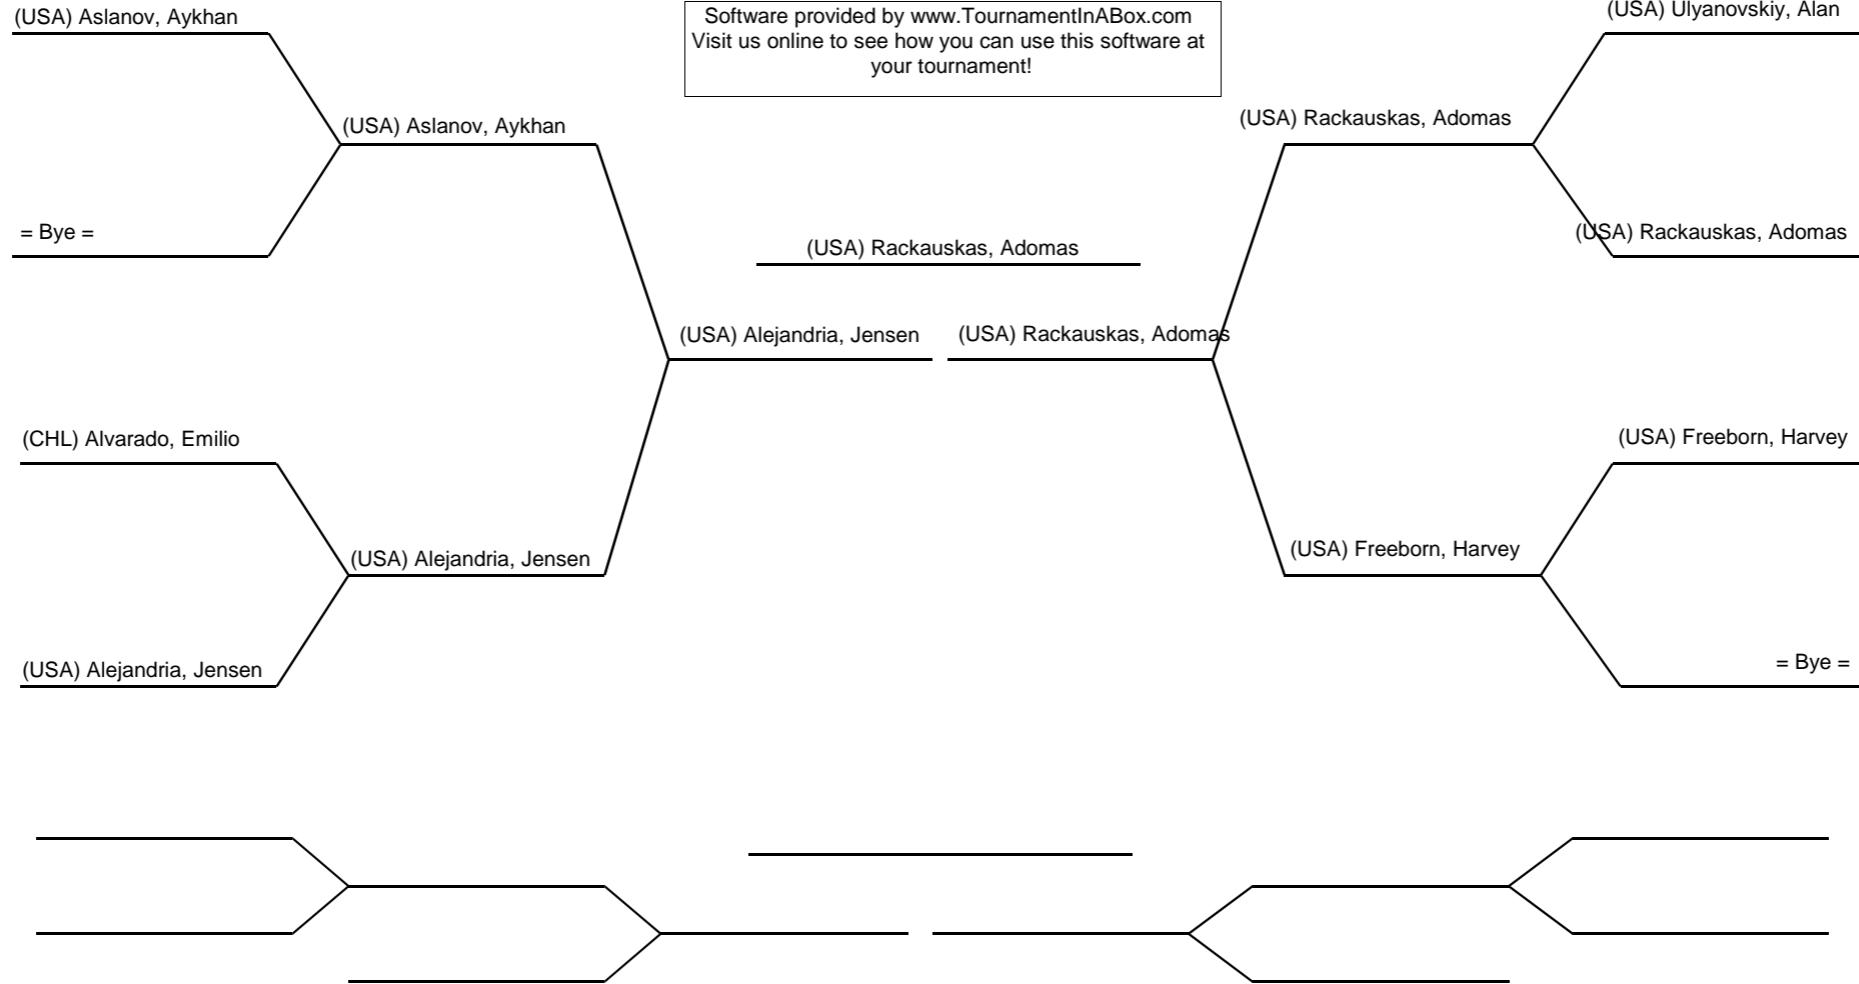 (USA) Aslanov, Aykhan
Software provided by www.TournamentInABox.com
Visit us online to see how you can use this software at
your tournament!
(USA) Ulyanovskiy, Alan
(USA) Aslanov, Aykhan
(USA) Rackauskas, Adomas
= Bye =
(USA) Rackauskas, Adomas
(USA) Rackauskas, Adomas
(USA) Alejandria, Jensen
(USA) Rackauskas, Adomas
(CHL) Alvarado, Emilio
(USA) Freeborn, Harvey
(USA) Alejandria, Jensen
(USA) Freeborn, Harvey
(USA) Alejandria, Jensen
= Bye =